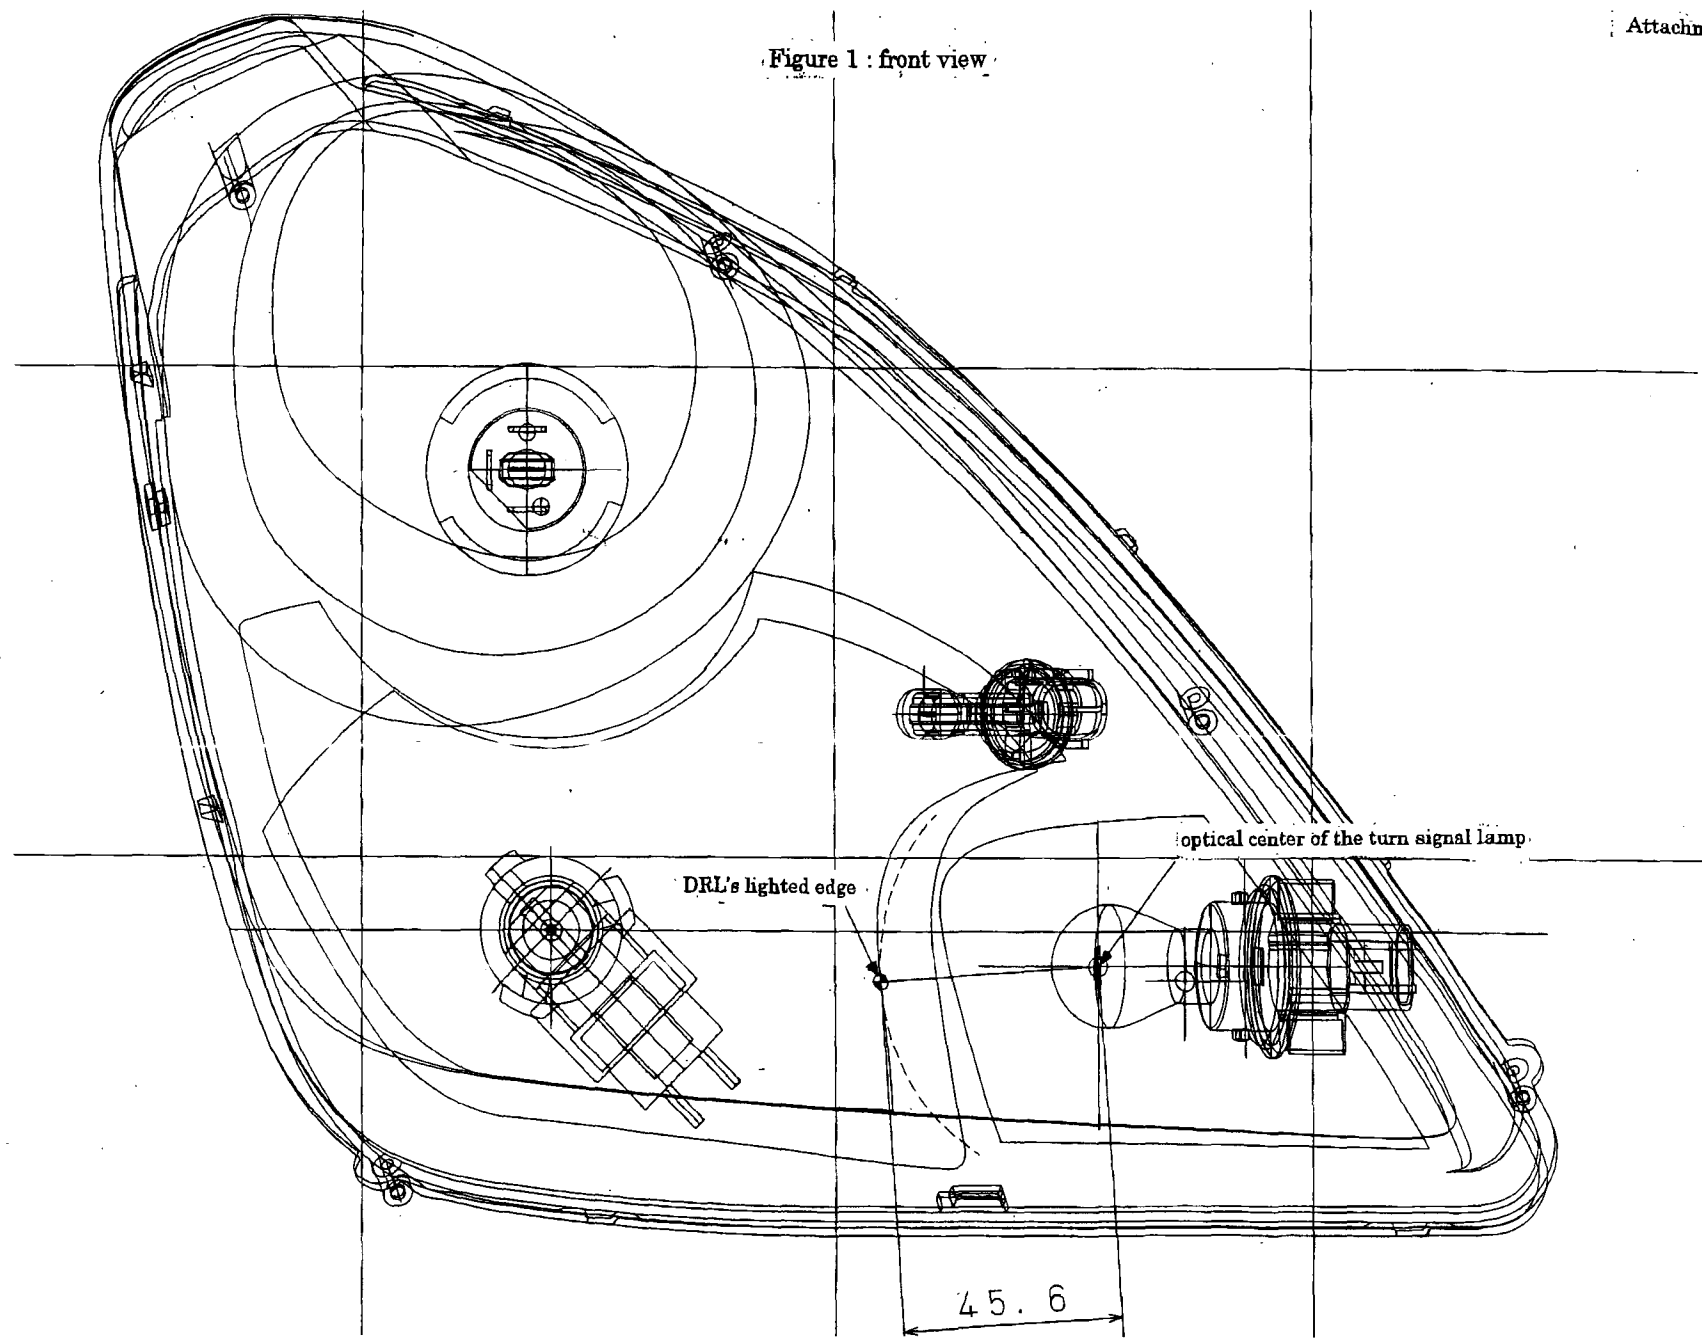 Attachm
Figure 1 : front view
optical center of the turn signal lamp
DRL's lighted edge
45.6